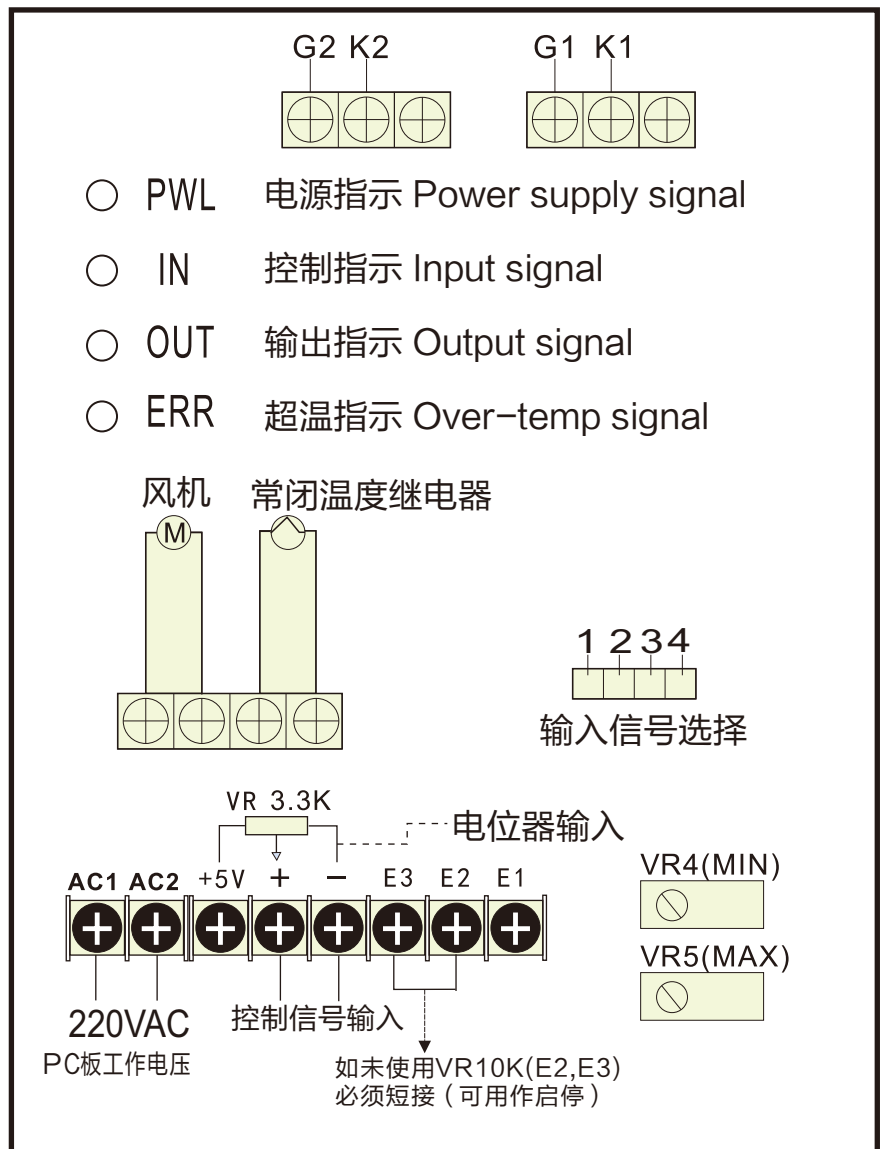 G2 K2 G1 K1
PWL 电源指示 Power supply signal
IN 控制指示 Input signal
OUT 输出指示 Output signal
ERR 超温指示 Over-temp signal
风机 常闭温度继电器
M
1 2 3 4
输入信号选择
VR 3.3K
电位器输入
AC1 AC2 +5V + － E3 E2 E1
VR4(MIN)
VR5(MAX)
220VAC 控制信号输入
PC板工作电压
如未使用VR10K(E2,E3)
必须短接（可用作启停）